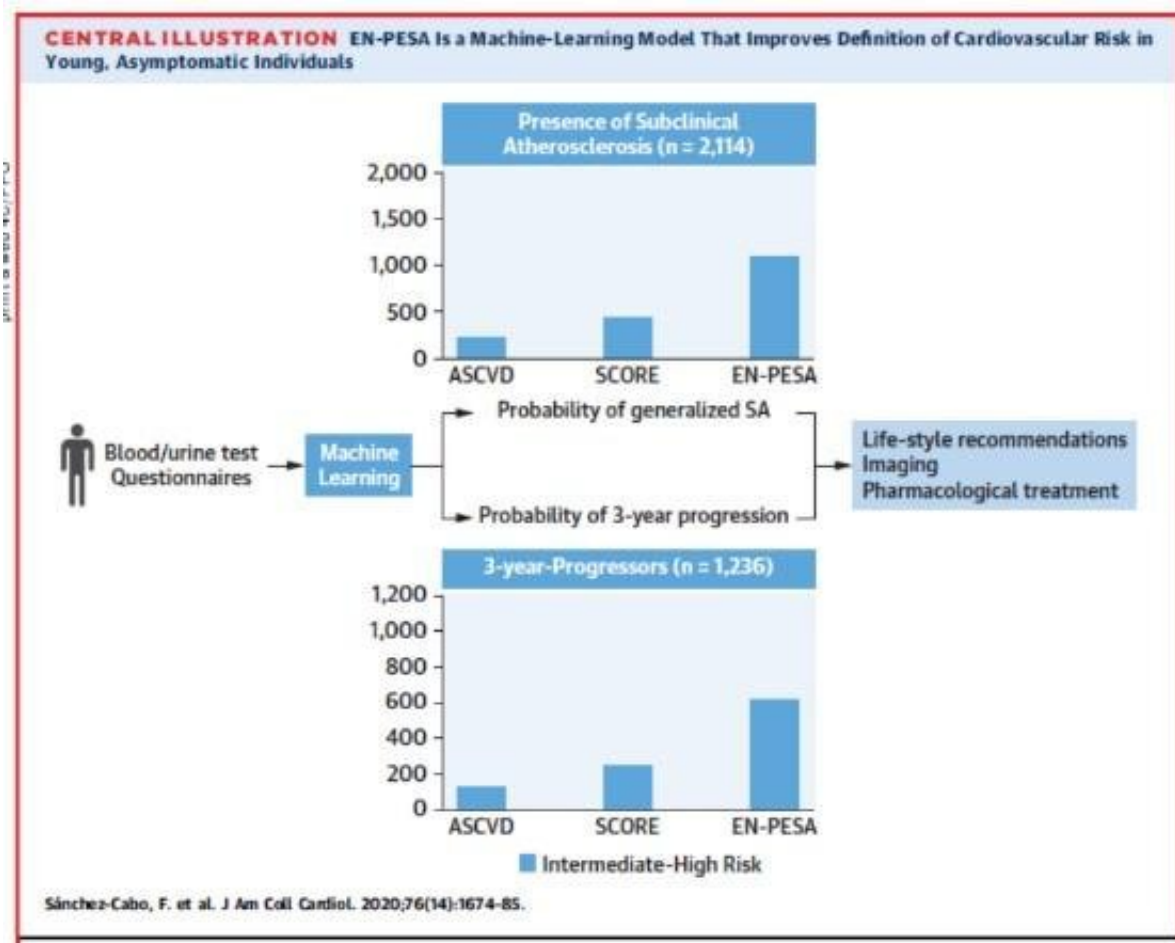 CENTRAL ILLUSTRATION EN-PESA Is a Machine-Learning Model That Improves Definition of Cardiovascular Risk in
Young, Asymptomatic Individuals
Presence of Subclinical
Atherosclerosis (n = 2,114)
2,000
1,500
1,000
500
0
ASCVD SCORE EN-PESA
Probability of generalized SA
Blood/urine test
Questionnaires
Machine
Learning
Life-style recommendations
Imaging
Pharmacological treatment
Probability of 3-year progression
3-year-Progressors (n = 1,236)
1,200
1,000
800
600
400
200
0
ASCVD SCORE EN-PESA
Intermediate-High Risk
Sánchez-Cabo, F. et al. J Am Coll Cardiol. 2020;76(14):1674-85.